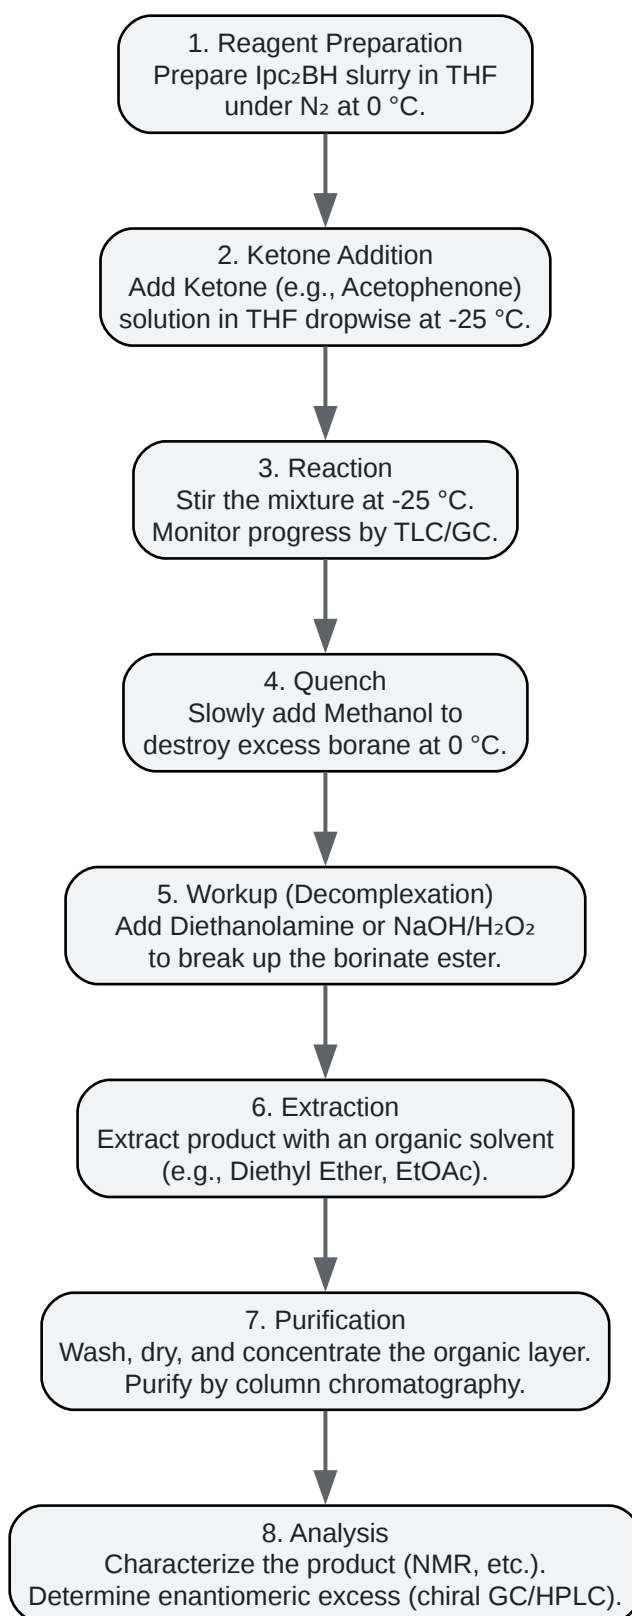 1. Reagent Preparation
Prepare Ipc₂BH slurry in THF
under N₂ at 0 °C.
2. Ketone Addition
Add Ketone (e.g., Acetophenone)
solution in THF dropwise at -25 °C.
3. Reaction
Stir the mixture at -25 °C.
Monitor progress by TLC/GC.
4. Quench
Slowly add Methanol to
destroy excess borane at 0 °C.
5. Workup (Decomplexation)
Add Diethanolamine or NaOH/H₂O₂
to break up the borinate ester.
6. Extraction
Extract product with an organic solvent
(e.g., Diethyl Ether, EtOAc).
7. Purification
Wash, dry, and concentrate the organic layer.
Purify by column chromatography.
8. Analysis
Characterize the product (NMR, etc.).
Determine enantiomeric excess (chiral GC/HPLC).